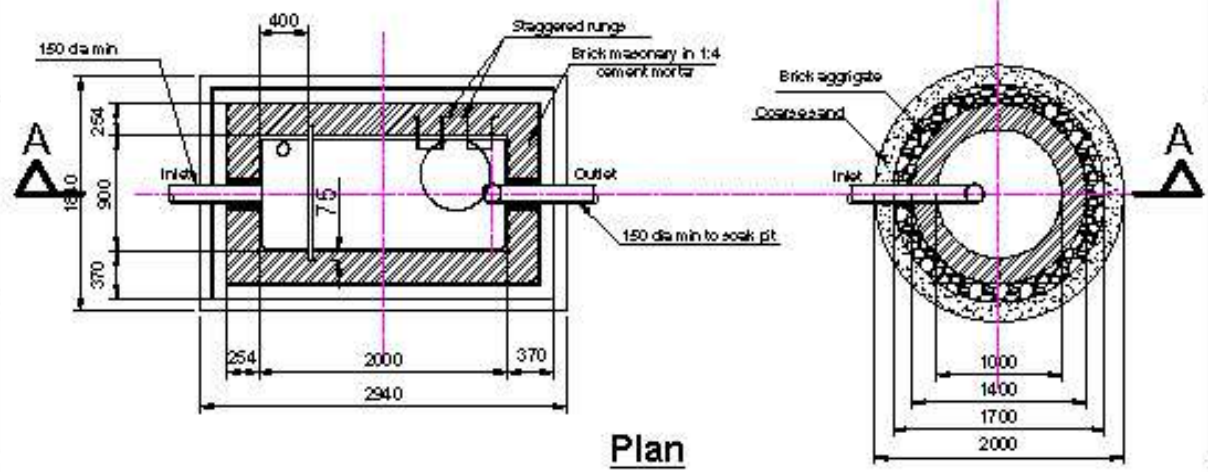 400
Staggered rungs
150 dia min
Brick masonary in 1:4
cement mortar
Brick aggrigate
Coarse sand
254
A
A
Inlet
Outlet
Inlet
900
75
150 dia min to soak pit
370
254
2000
370
1000
2940
1400
1700
Plan
2000